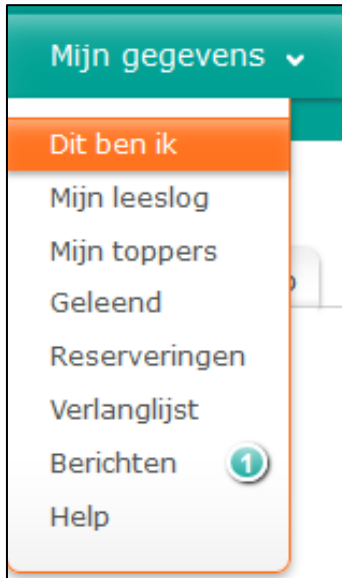 Mijn gegevens
Dit ben ik
Mijn leeslog
Mijn toppers
Geleend
Reserveringen
Verlanglijst
Berichten 1
Help